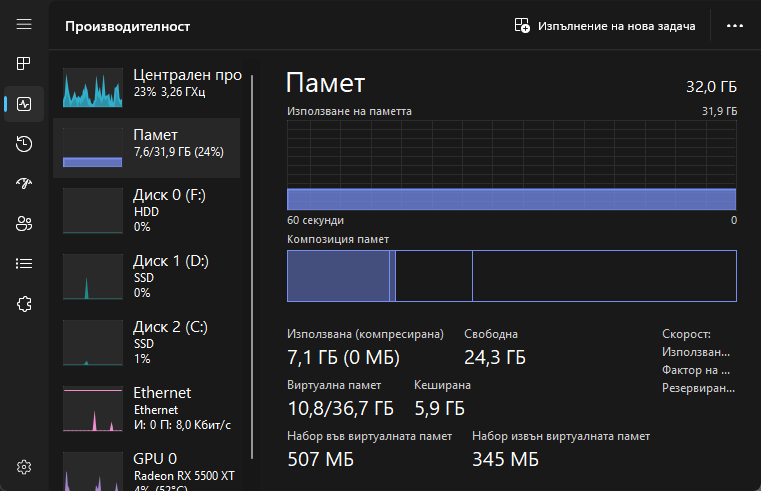 Производителност
Изпълнение на нова задача
Централен про
23% 3,26 ГХц
Памет
7,6/31,9 ГБ (24%)
Диск 0 (F:)
HDD
0%
Диск 1 (D:)
SSD
0%
Диск 2 (C:)
SSD
1%
Ethernet
Ethernet
И: 0 П: 8,0 Кбит/с
GPU 0
Radeon RX 5500 XT
4% (52°C)
Памет
32,0 ГБ
Използване на паметта
31,9 ГБ
60 секунди
0
Композиция памет
Използвана (компресирана)
7,1 ГБ (0 МБ)
Свободна
24,3 ГБ
Виртуална памет
10,8/36,7 ГБ
Кеширана
5,9 ГБ
Набор във виртуалната памет
507 МБ
Набор извън виртуалната памет
345 МБ
Скорост:
Използван...
Фактор на ...
Резервиран...